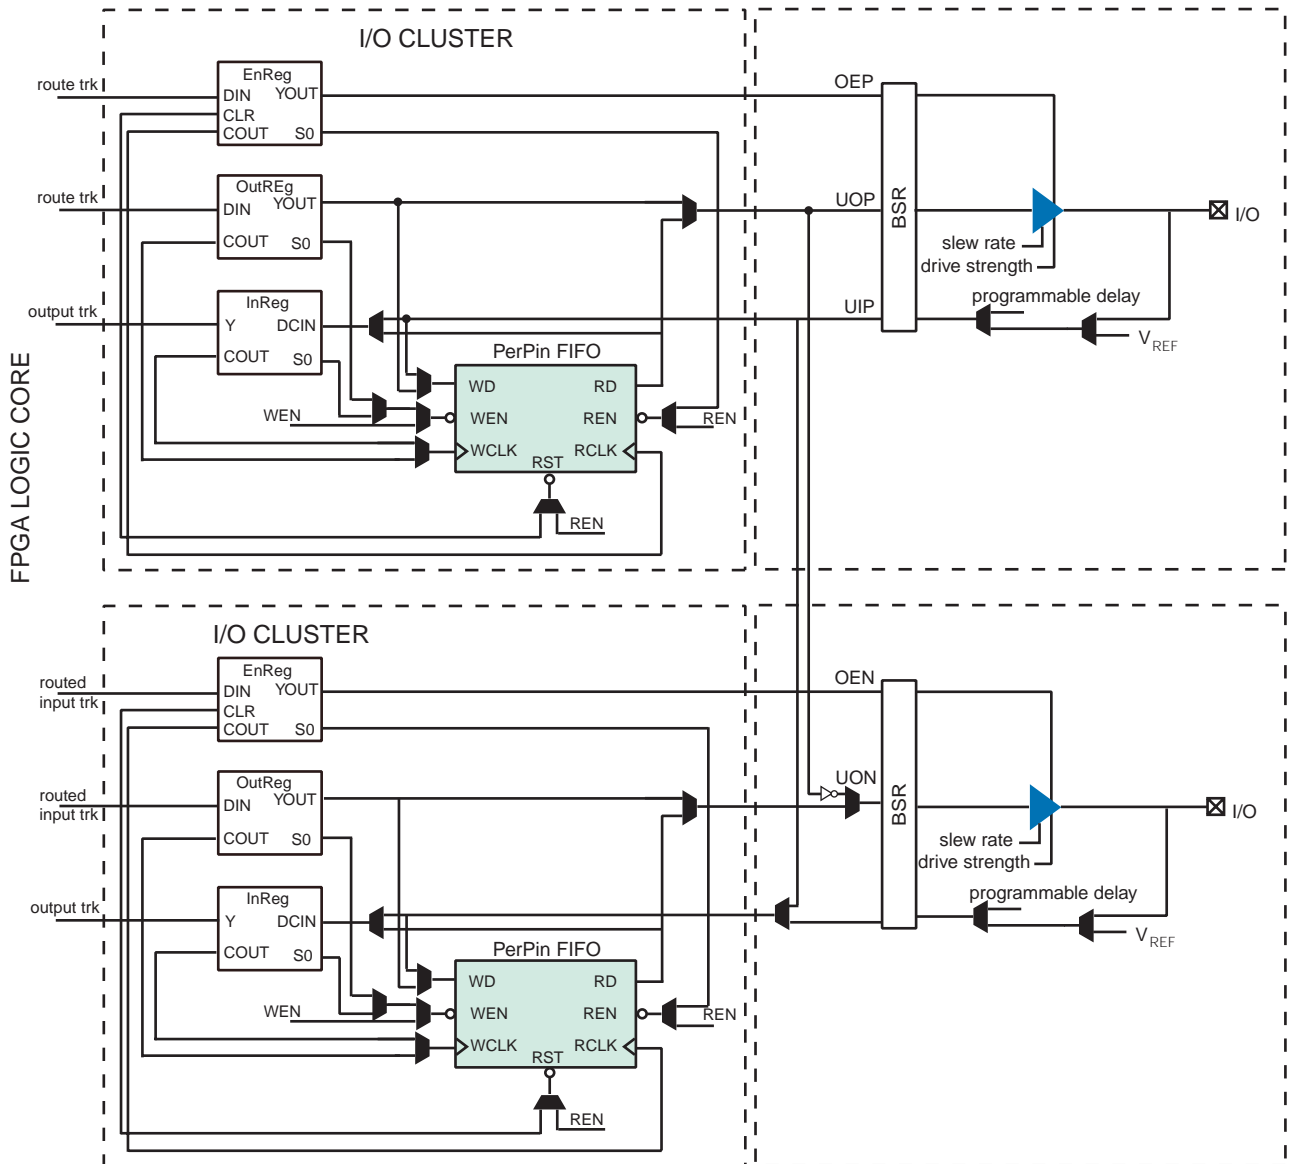 I/O CLUSTER
EnReg
route trk
DIN
YOUT
CLR
COUT
S0
OEP
OutREg
route trk
DIN
YOUT
COUT
S0
UOP
BSR
I/O
slew rate
drive strength
InReg
output trk
Y
DCIN
COUT
S0
UIP
programmable delay
VREF
PerPin FIFO
WD
RD
WEN
WEN
REN
REN
WCLK
RCLK
RST
REN
FPGA LOGIC CORE
I/O CLUSTER
EnReg
routed
input trk
DIN
YOUT
CLR
COUT
S0
OEN
OutReg
routed
input trk
DIN
YOUT
COUT
S0
UON
BSR
I/O
slew rate
drive strength
InReg
output trk
Y
DCIN
COUT
S0
programmable delay
VREF
PerPin FIFO
WD
RD
WEN
WEN
REN
REN
WCLK
RCLK
RST
REN